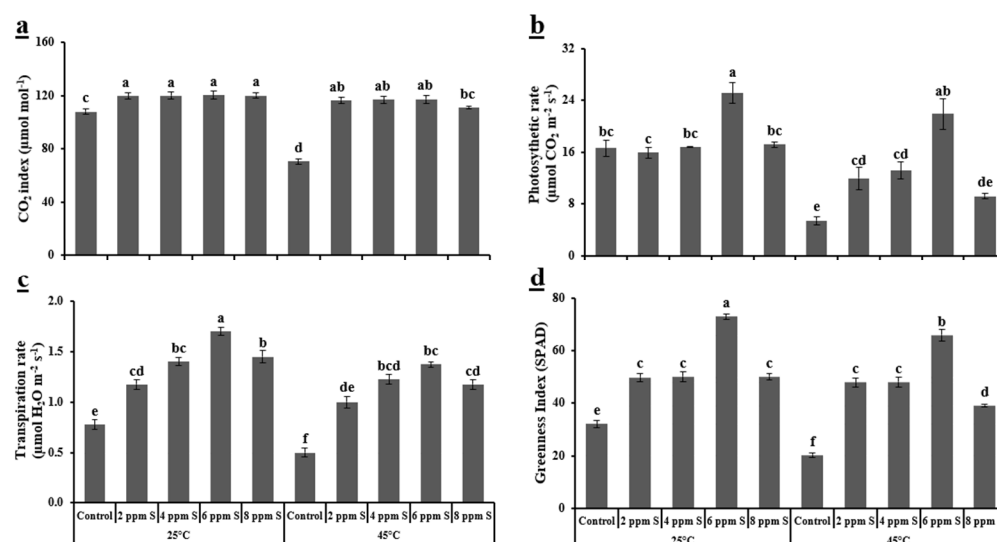 a
160
120
80
40
0
CO2 index (µmol mol-1)
c a a a a d ab ab ab bc
b
32
24
16
8
0
Photosythetic rate
(µmol CO2 m-2 s-1)
bc c bc a bc e cd cd ab de
c
2.0
1.5
1.0
0.5
0.0
Transpiration rate
(µmol H2O m-2 s-1)
e cd bc a b f de bcd bc cd
Control 2 ppm S 4 ppm S 6 ppm S 8 ppm S Control 2 ppm S 4 ppm S 6 ppm S 8 ppm S
25°C 45°C
d
80
60
40
20
0
Greenness Index (SPAD)
e c c a c f c c b d
Control 2 ppm S 4 ppm S 6 ppm S 8 ppm S Control 2 ppm S 4 ppm S 6 ppm S 8 ppm
25°C 45°C